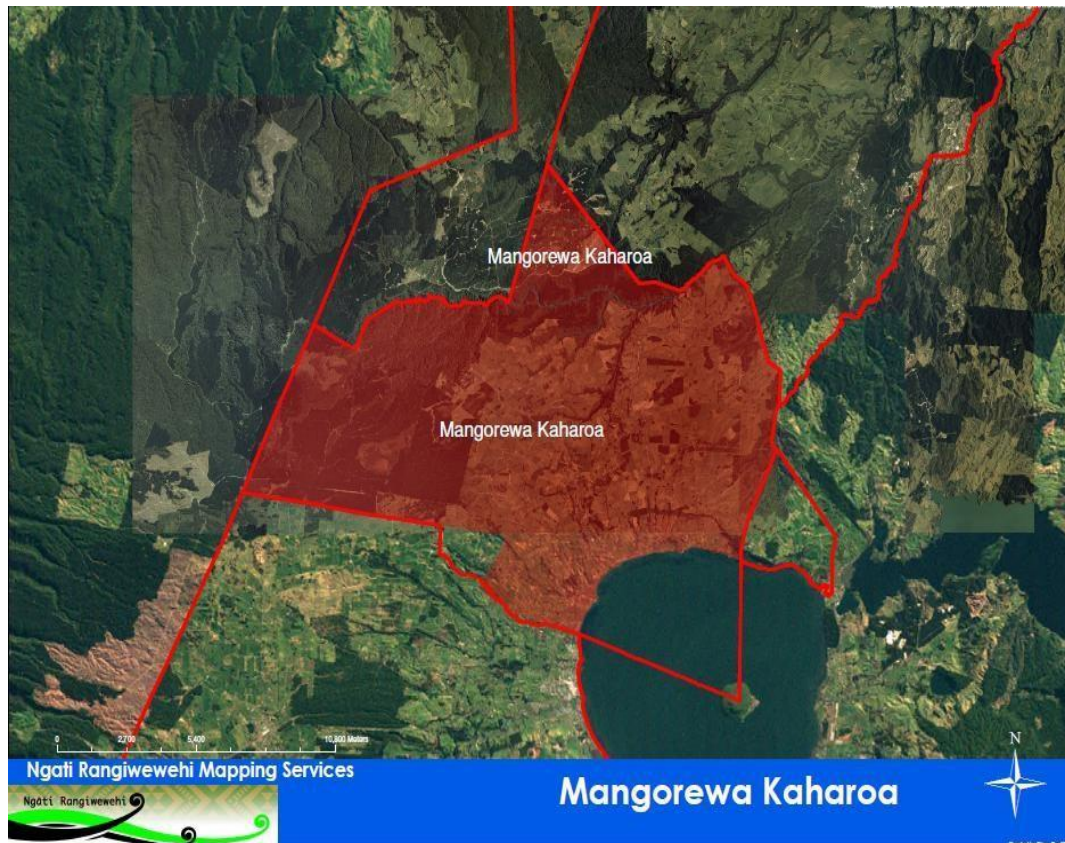 Mangorewa Kaharoa
Mangorewa Kaharoa
0 2,700 5,400 10,800 Meters
N
Ngati Rangiwewehi Mapping Services
Ngāti Rangiwewehi
Mangorewa Kaharoa